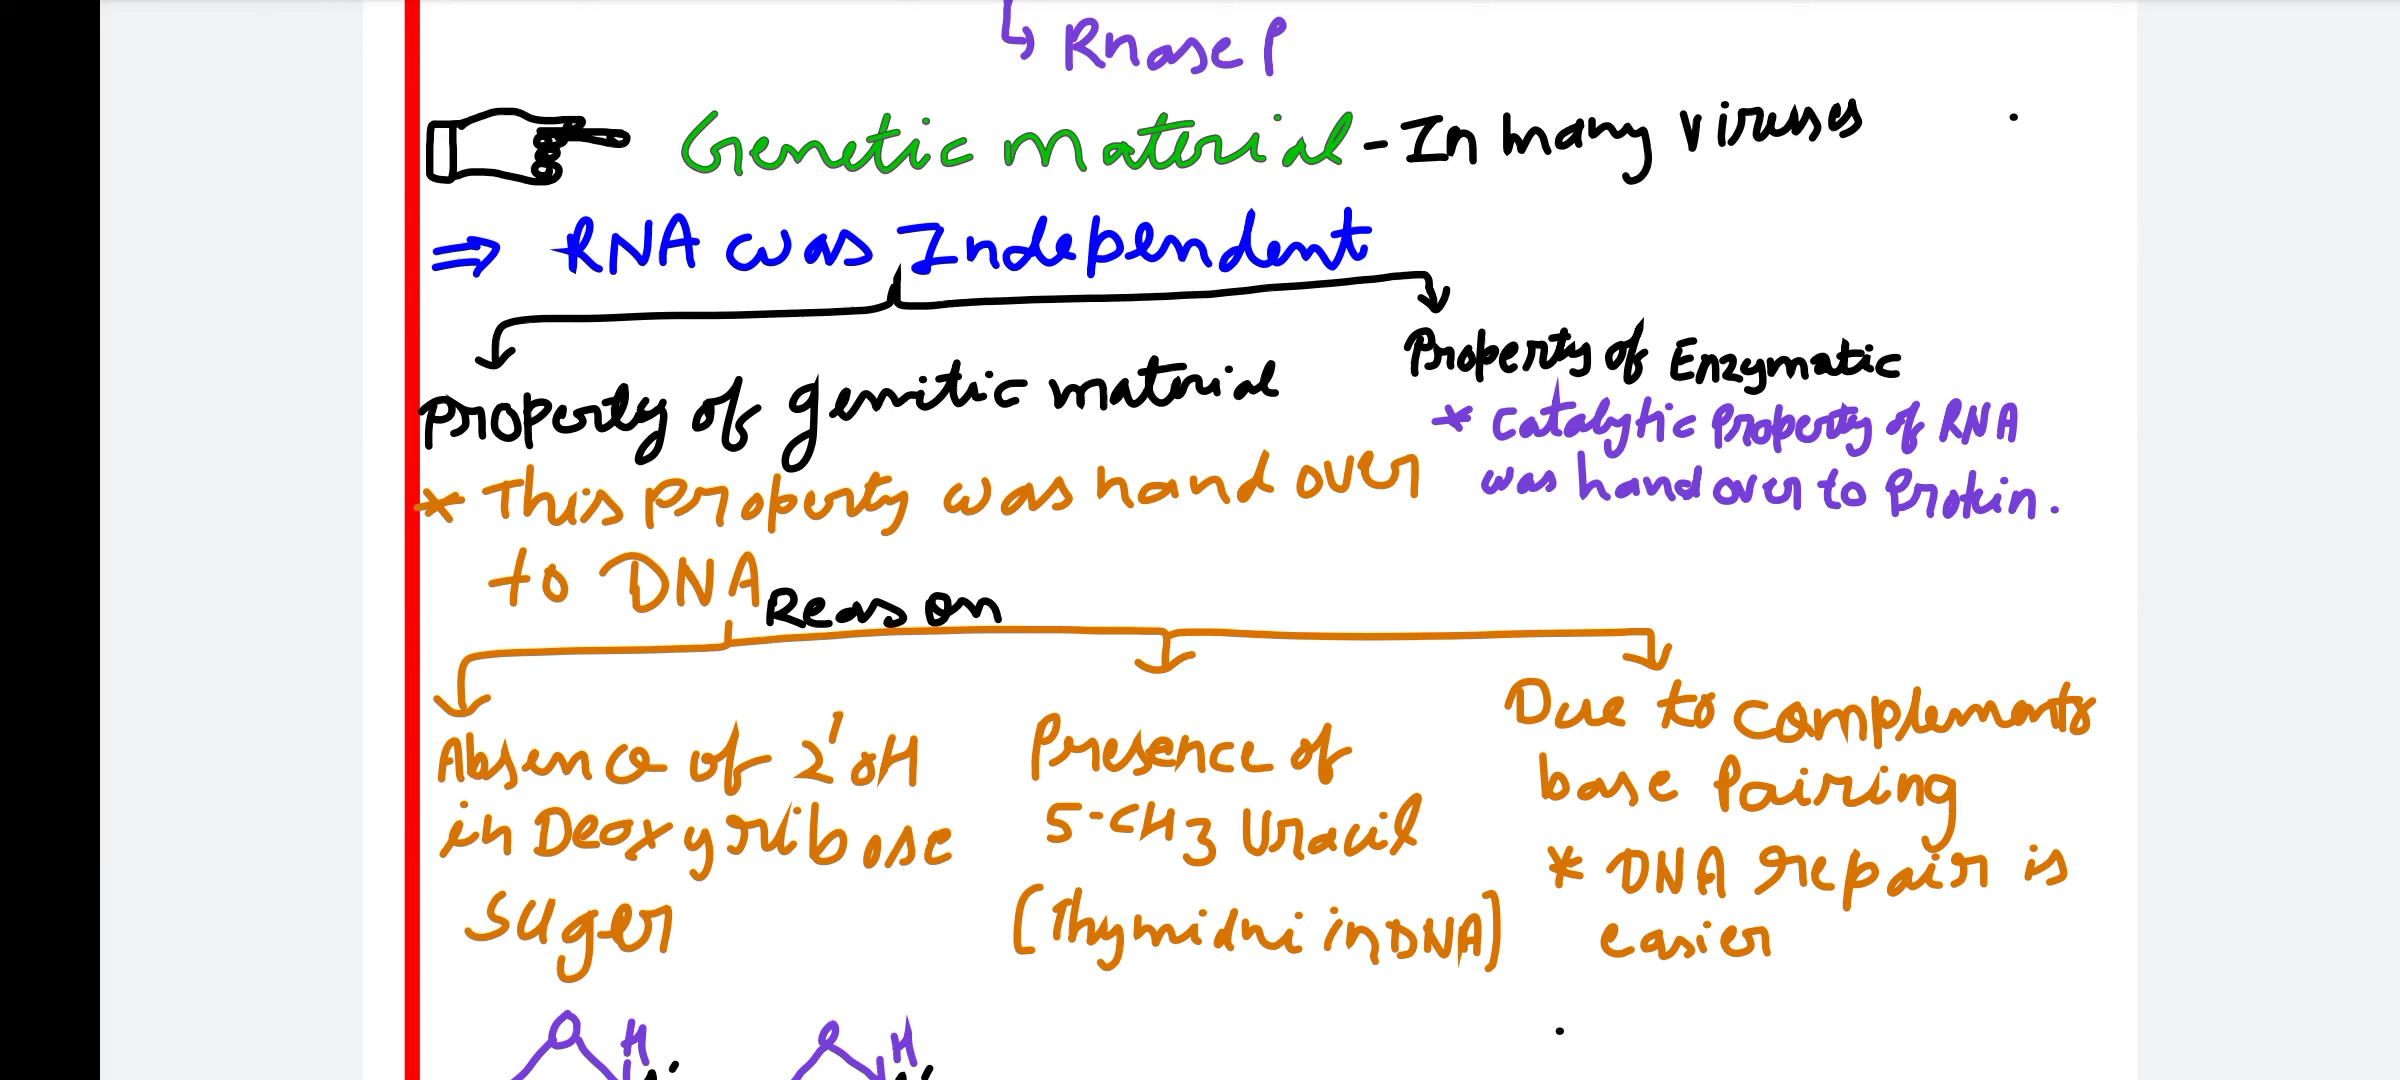 ↳ Rnase P
Genetic material - In many viruses
⇒ RNA was Independent
Property of genitic material
Property of Enzymatic
* Catalytic Property of RNA
was hand over to Protein.
* This property was hand over
to DNA
Reason
Absence of 2' OH
in Deoxyribose
Suger
Presence of
5-CH3 Uracil
[Thymidni in DNA]
Due to complements
base Pairing
* DNA repair is
easier
H
H